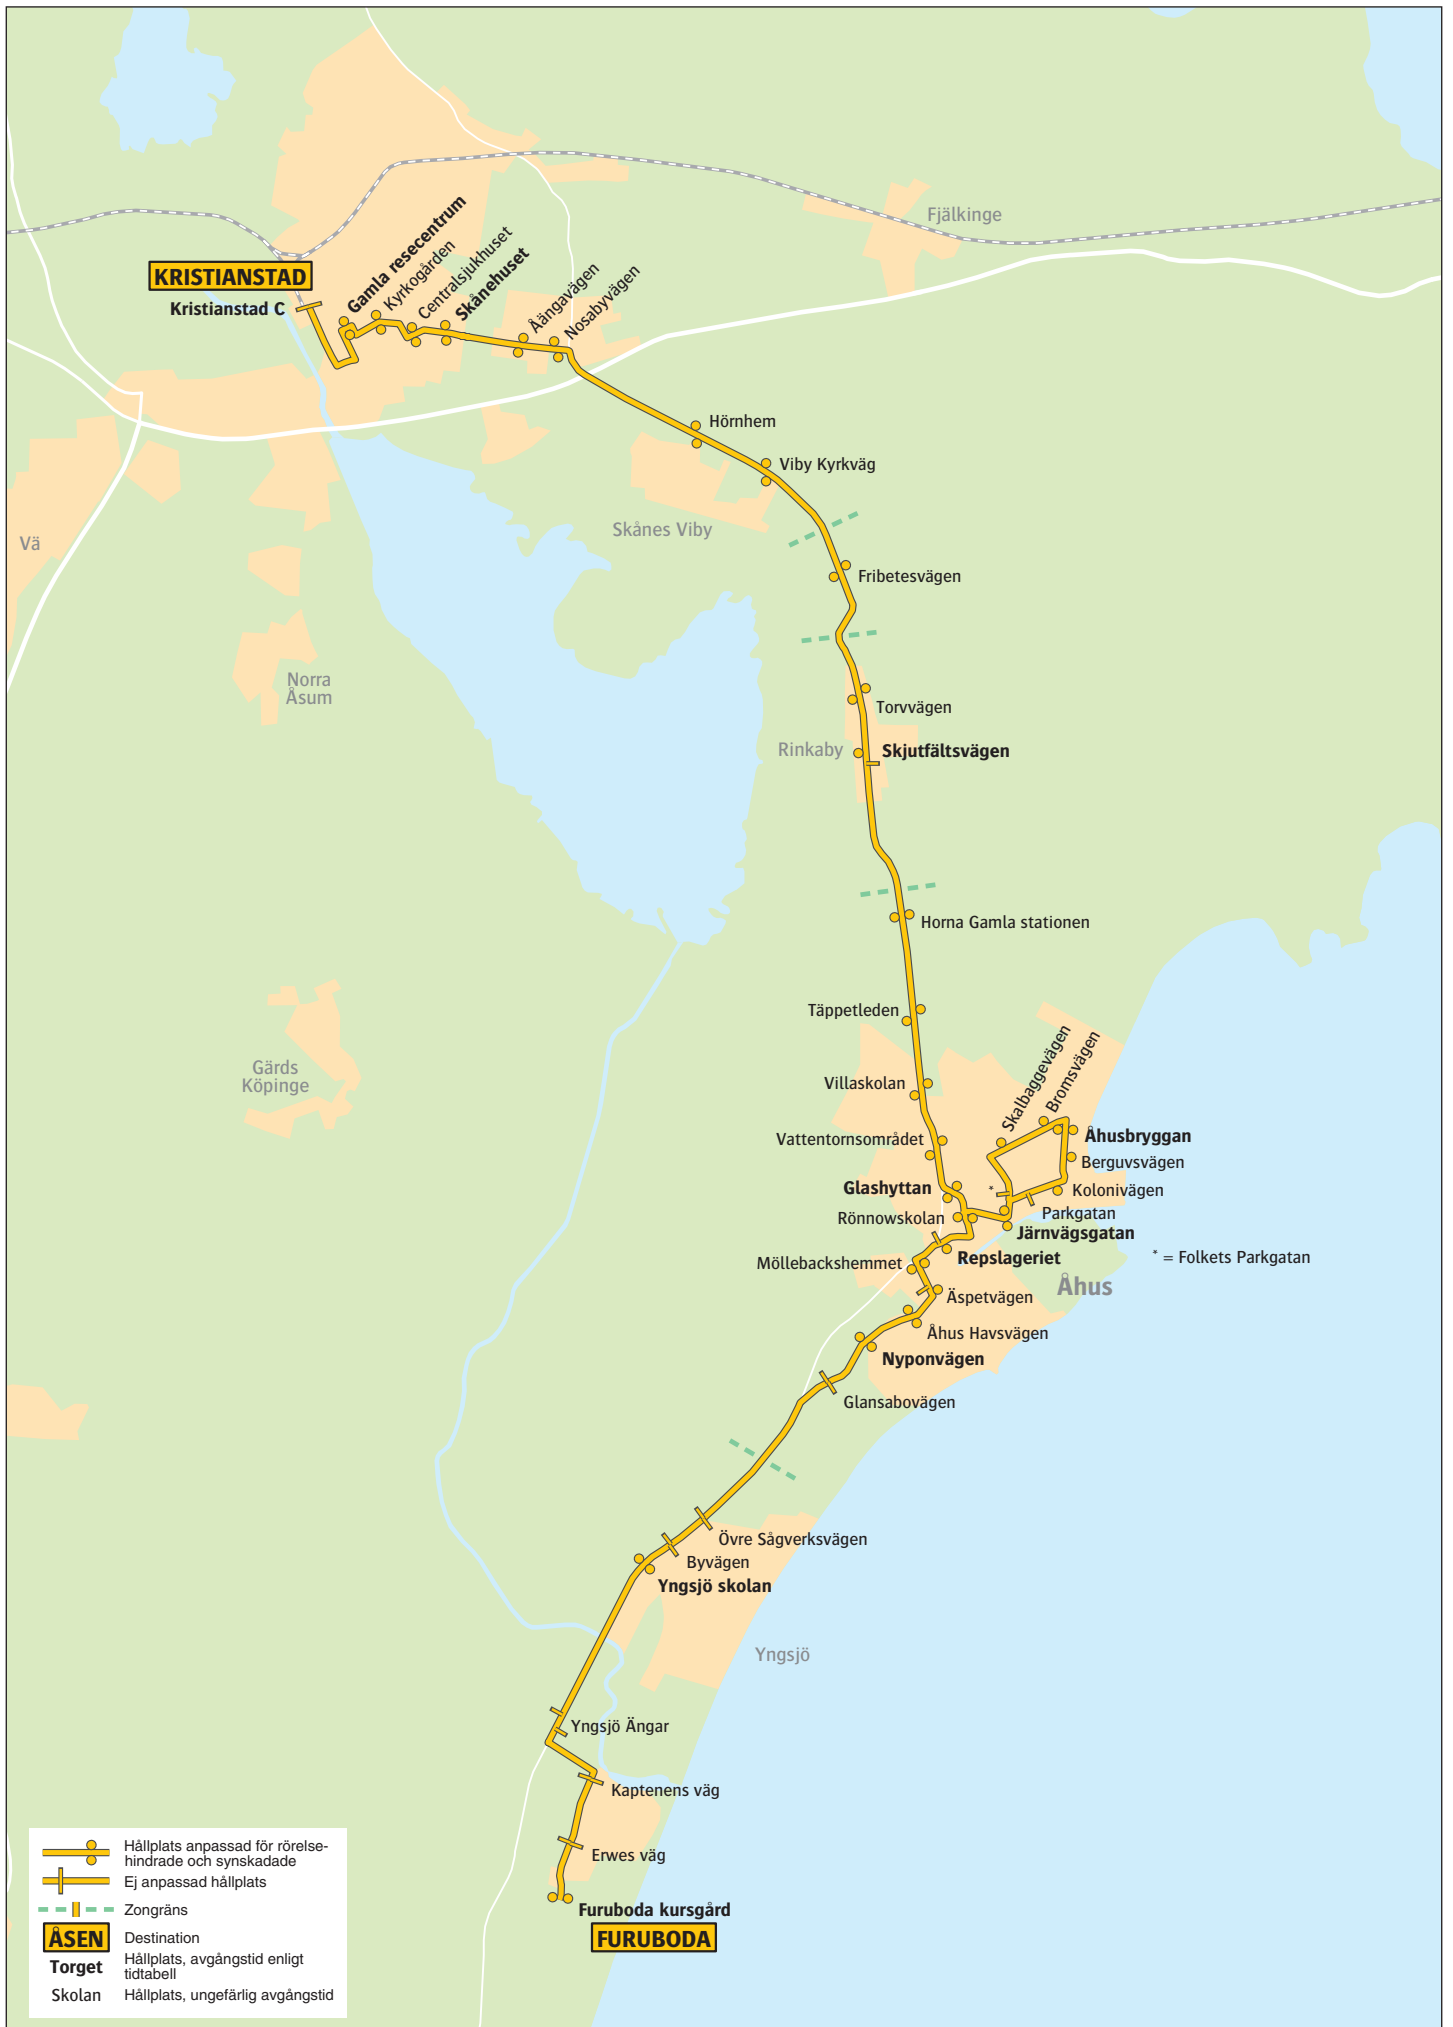 KRISTIANSTAD
Kristianstad C
Gamla resecentrum
Kyrkogården
Centralsjukhuset
Skånehuset
Åängavägen
Nosabyvägen
Fjälkinge
Hörnhem
Viby Kyrkväg
Skånes Viby
Vä
Fribetesvägen
Norra
Åsum
Torvvägen
Rinkaby
Skjutfältsvägen
Horna Gamla stationen
Täppetleden
Gärds
Köpinge
Villaskolan
Skalbaggevägen
Bromsvägen
Vattentornsområdet
Åhusbryggan
Berguvsvägen
Glashyttan
*
Kolonivägen
Rönnowskolan
Parkgatan
Järnvägsgatan
Repslageriet
* = Folkets Parkgatan
Möllebackshemmet
Åhus
Äspetvägen
Åhus Havsvägen
Nyponvägen
Glansabovägen
Övre Sågverksvägen
Byvägen
Yngsjö skolan
Yngsjö
Yngsjö Ängar
Kaptenens väg
Erwes väg
Furuboda kursgård
FURUBODA
Hållplats anpassad för rörelse-
hindrade och synskadade
Ej anpassad hållplats
Zongräns
ÅSEN Destination
Torget Hållplats, avgångstid enligt
tidtabell
Skolan Hållplats, ungefärlig avgångstid